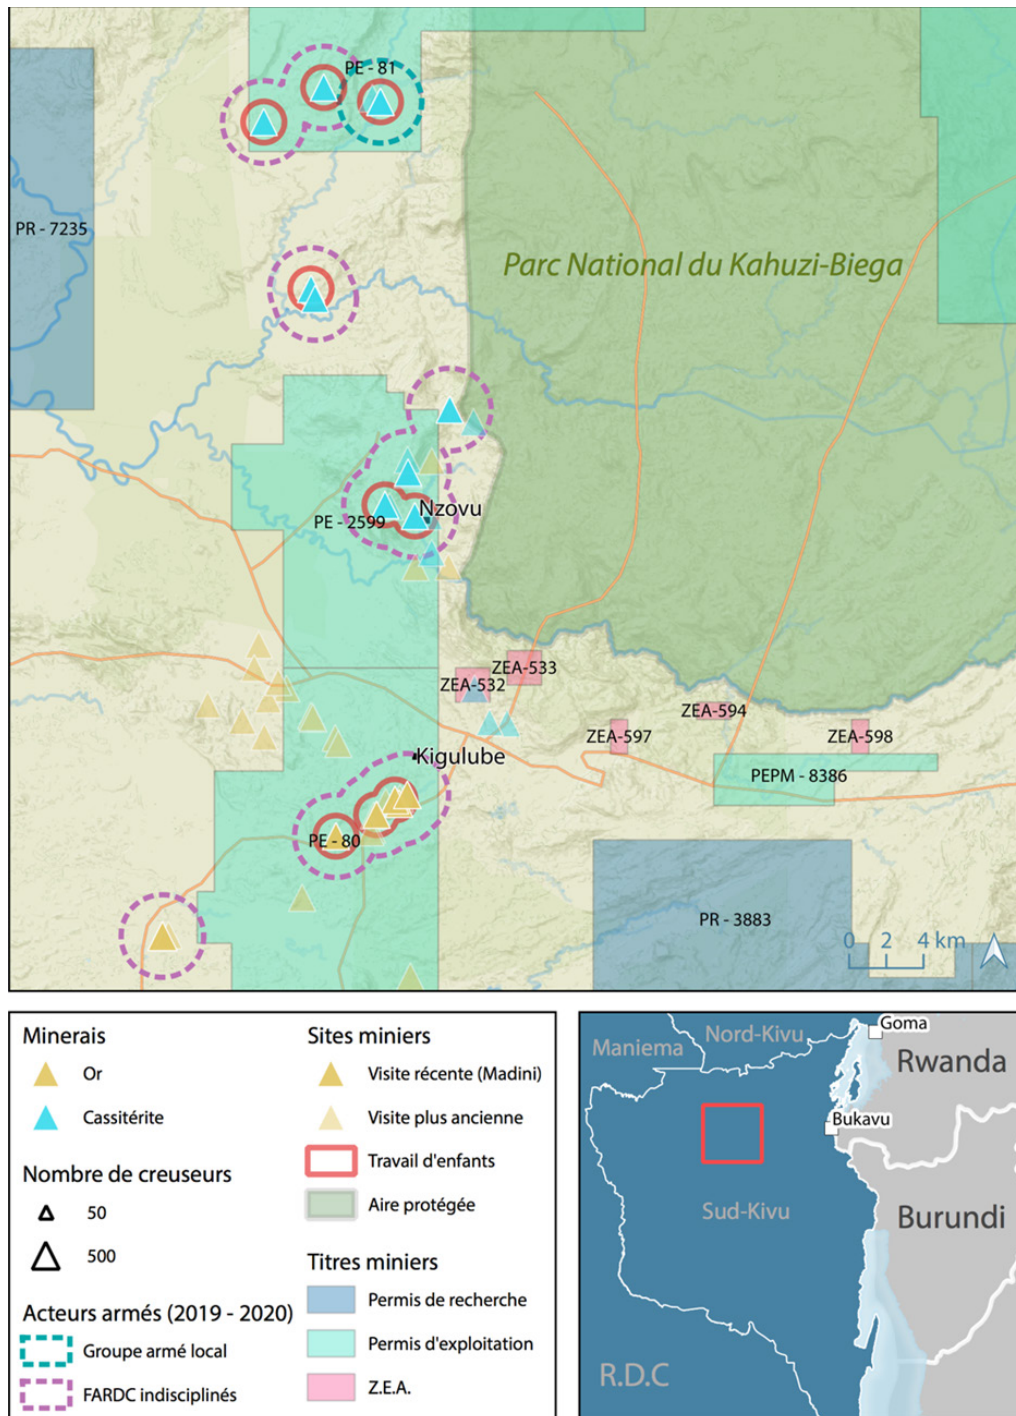 PE - 81
PR - 7235
Parc National du Kahuzi-Biega
Nzovu
PE - 2599
ZEA-533
ZEA-532
ZEA-594
ZEA-597
ZEA-598
Kigulube
PEPM - 8386
PE - 80
PR - 3883
0 2 4 km
Minerais
Or
Cassitérite
Nombre de creuseurs
50
500
Acteurs armés (2019 - 2020)
Groupe armé local
FARDC indisciplinés
Sites miniers
Visite récente (Madini)
Visite plus ancienne
Travail d'enfants
Aire protégée
Titres miniers
Permis de recherche
Permis d'exploitation
Z.E.A.
Goma
Nord-Kivu
Maniema
Rwanda
Bukavu
Sud-Kivu
Burundi
R.D.C